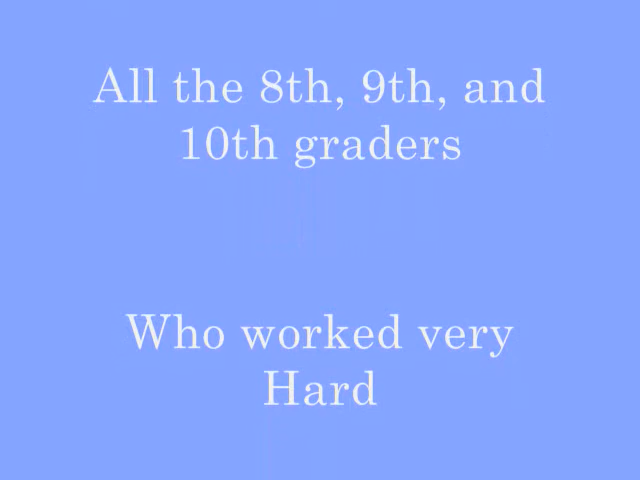 All the 8th, 9th, and
10th graders
Who worked very
Hard